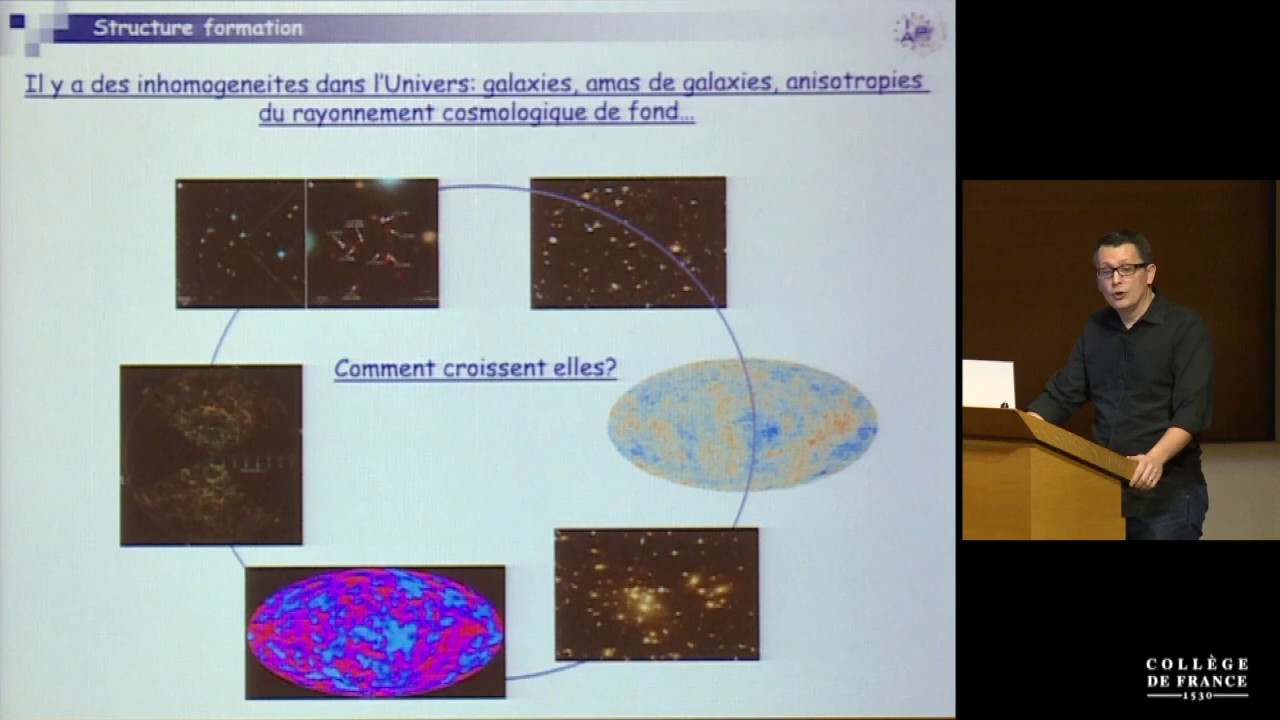 Structure formation
Il y a des inhomogeneites dans l'Univers: galaxies, amas de galaxies, anisotropies
du rayonnement cosmologique de fond...
Comment croissent elles?
COLLÈGE
DE FRANCE
1530